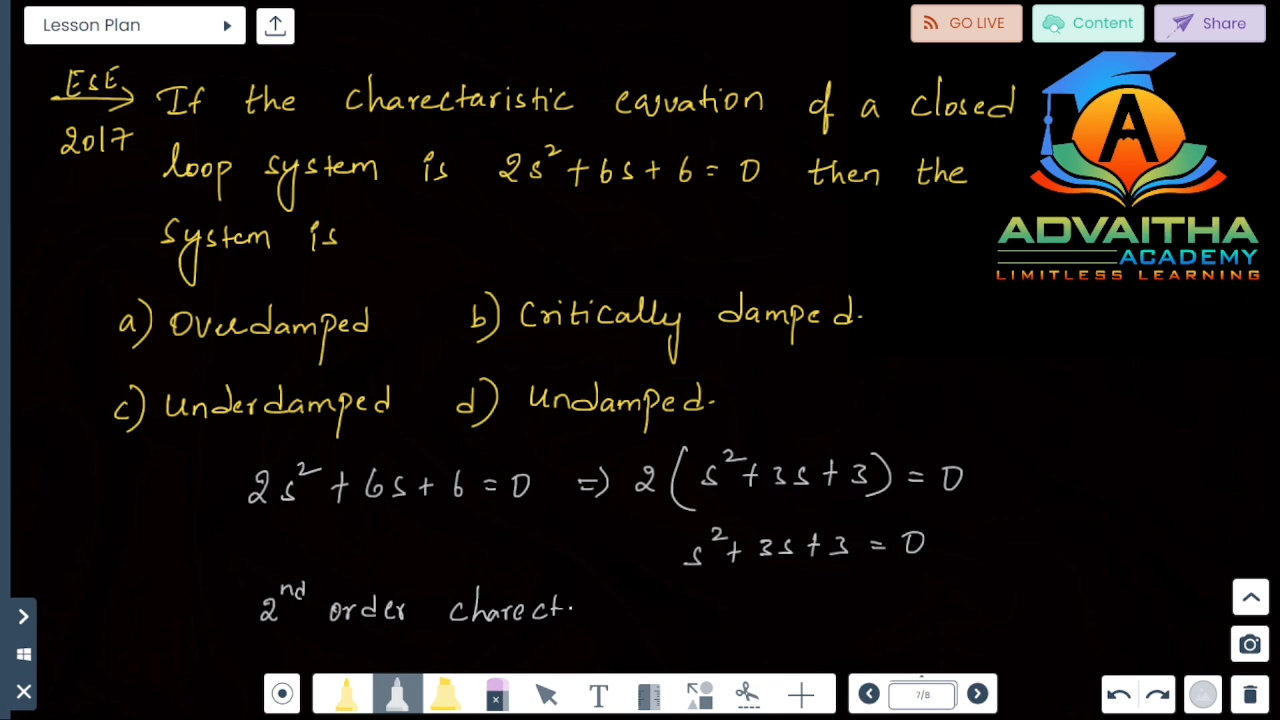 Lesson Plan
GO LIVE
Content
Share
ESE 2017
If the charectaristic equation of a closed
loop system is 2s² + 6s + 6 = 0 then the
system is
a) Overdamped b) Critically damped.
c) Underdamped d) Undamped.
2s² + 6s + 6 = 0 => 2(s² + 3s + 3) = 0
s² + 3s + 3 = 0
2nd order charect.
A
ADVAITHA
ACADEMY
LIMITLESS LEARNING
T
7/8